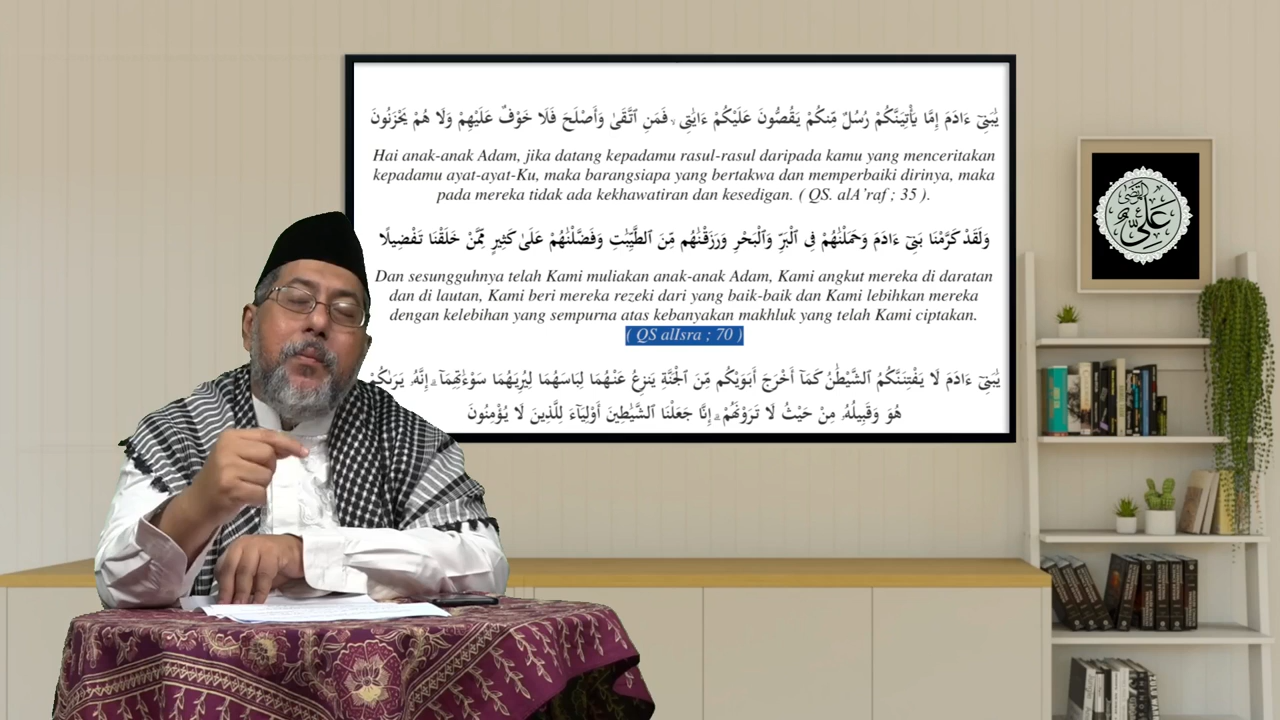 يَٰبَنِىٓ ءَادَمَ إِمَّا يَأْتِيَنَّكُمْ رُسُلٌ مِّنكُمْ يَقُصُّونَ عَلَيْكُمْ ءَايَٰتِى ۙ فَمَنِ ٱتَّقَىٰ وَأَصْلَحَ فَلَا خَوْفٌ عَلَيْهِمْ وَلَا هُمْ يَحْزَنُونَ
Hai anak-anak Adam, jika datang kepadamu rasul-rasul daripada kamu yang menceritakan
kepadamu ayat-ayat-Ku, maka barangsiapa yang bertakwa dan memperbaiki dirinya, maka
pada mereka tidak ada kekhawatiran dan kesedigan. ( QS. alA’raf ; 35 ).
وَلَقَدْ كَرَّمْنَا بَنِىٓ ءَادَمَ وَحَمَلْنَٰهُمْ فِى ٱلْبَرِّ وَٱلْبَحْرِ وَرَزَقْنَٰهُم مِّنَ ٱلطَّيِّبَٰتِ وَفَضَّلْنَٰهُمْ عَلَىٰ كَثِيرٍ مِّمَّنْ خَلَقْنَا تَفْضِيلًا
Dan sesungguhnya telah Kami muliakan anak-anak Adam, Kami angkut mereka di daratan
dan di lautan, Kami beri mereka rezeki dari yang baik-baik dan Kami lebihkan mereka
dengan kelebihan yang sempurna atas kebanyakan makhluk yang telah Kami ciptakan.
( QS alIsra ; 70 )
يَٰبَنِىٓ ءَادَمَ لَا يَفْتِنَنَّكُمُ ٱلشَّيْطَٰنُ كَمَآ أَخْرَجَ أَبَوَيْكُم مِّنَ ٱلْجَنَّةِ يَنزِعُ عَنْهُمَا لِبَاسَهُمَا لِيُرِيَهُمَا سَوْءَٰتِهِمَآ ۗ إِنَّهُۥ يَرَىٰكُمْ
هُوَ وَقَبِيلُهُۥ مِنْ حَيْثُ لَا تَرَوْنَهُمْ ۗ إِنَّا جَعَلْنَا ٱلشَّيَٰطِينَ أَوْلِيَآءَ لِلَّذِينَ لَا يُؤْمِنُونَ
علي المرتضى